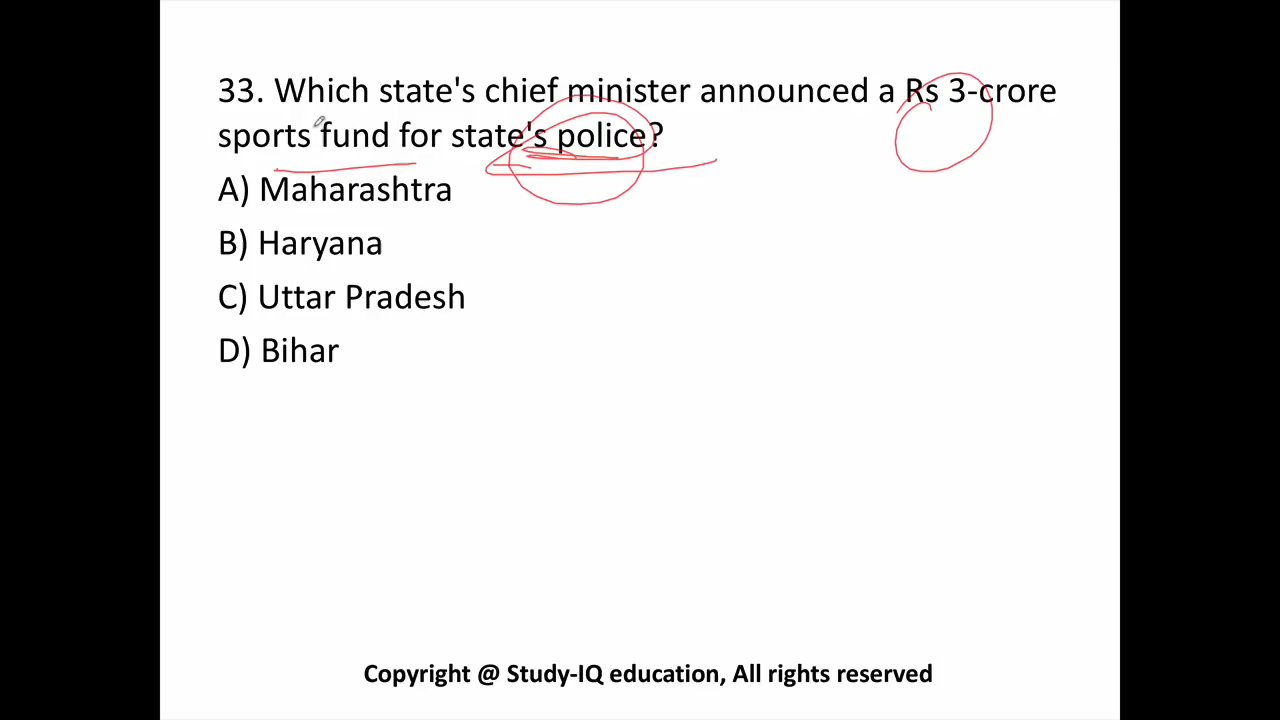 33. Which state's chief minister announced a Rs 3-crore
sports fund for state's police?
A) Maharashtra
B) Haryana
C) Uttar Pradesh
D) Bihar
Copyright @ Study-IQ education, All rights reserved